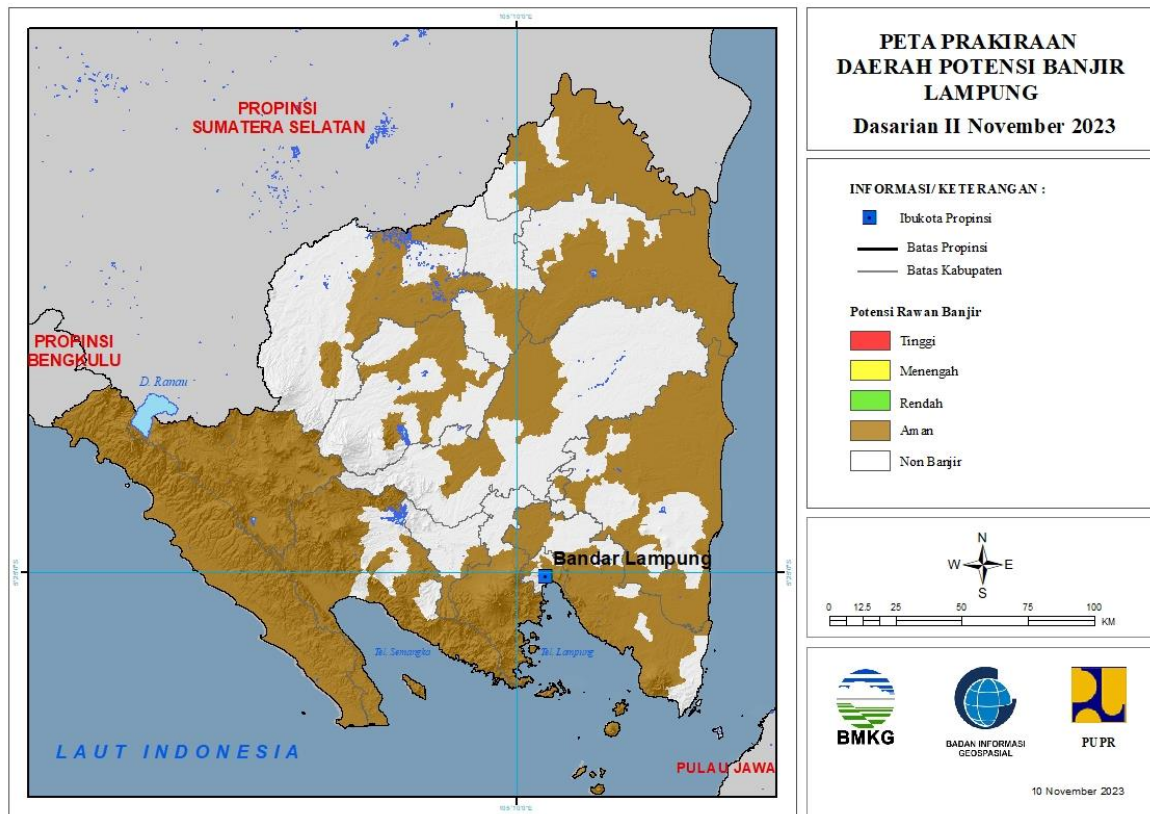 PETA PRAKIRAAN
DAERAH POTENSI BANJIR
LAMPUNG
Dasarian II November 2023
PROPINSI
SUMATERA SELATAN
PROPINSI
BENGKULU
D. Ranau
Bandar Lampung
Tel. Semangka
Tel. Lampung
LAUT INDONESIA
PULAU JAWA
INFORMASI/ KETERANGAN :
Ibukota Propinsi
Batas Propinsi
Batas Kabupaten
Potensi Rawan Banjir
Tinggi
Menengah
Rendah
Aman
Non Banjir
N
W E
S
0 12.5 25 50 75 100
KM
BMKG
BADAN INFORMASI
GEOSPASIAL
PUPR
10 November 2023